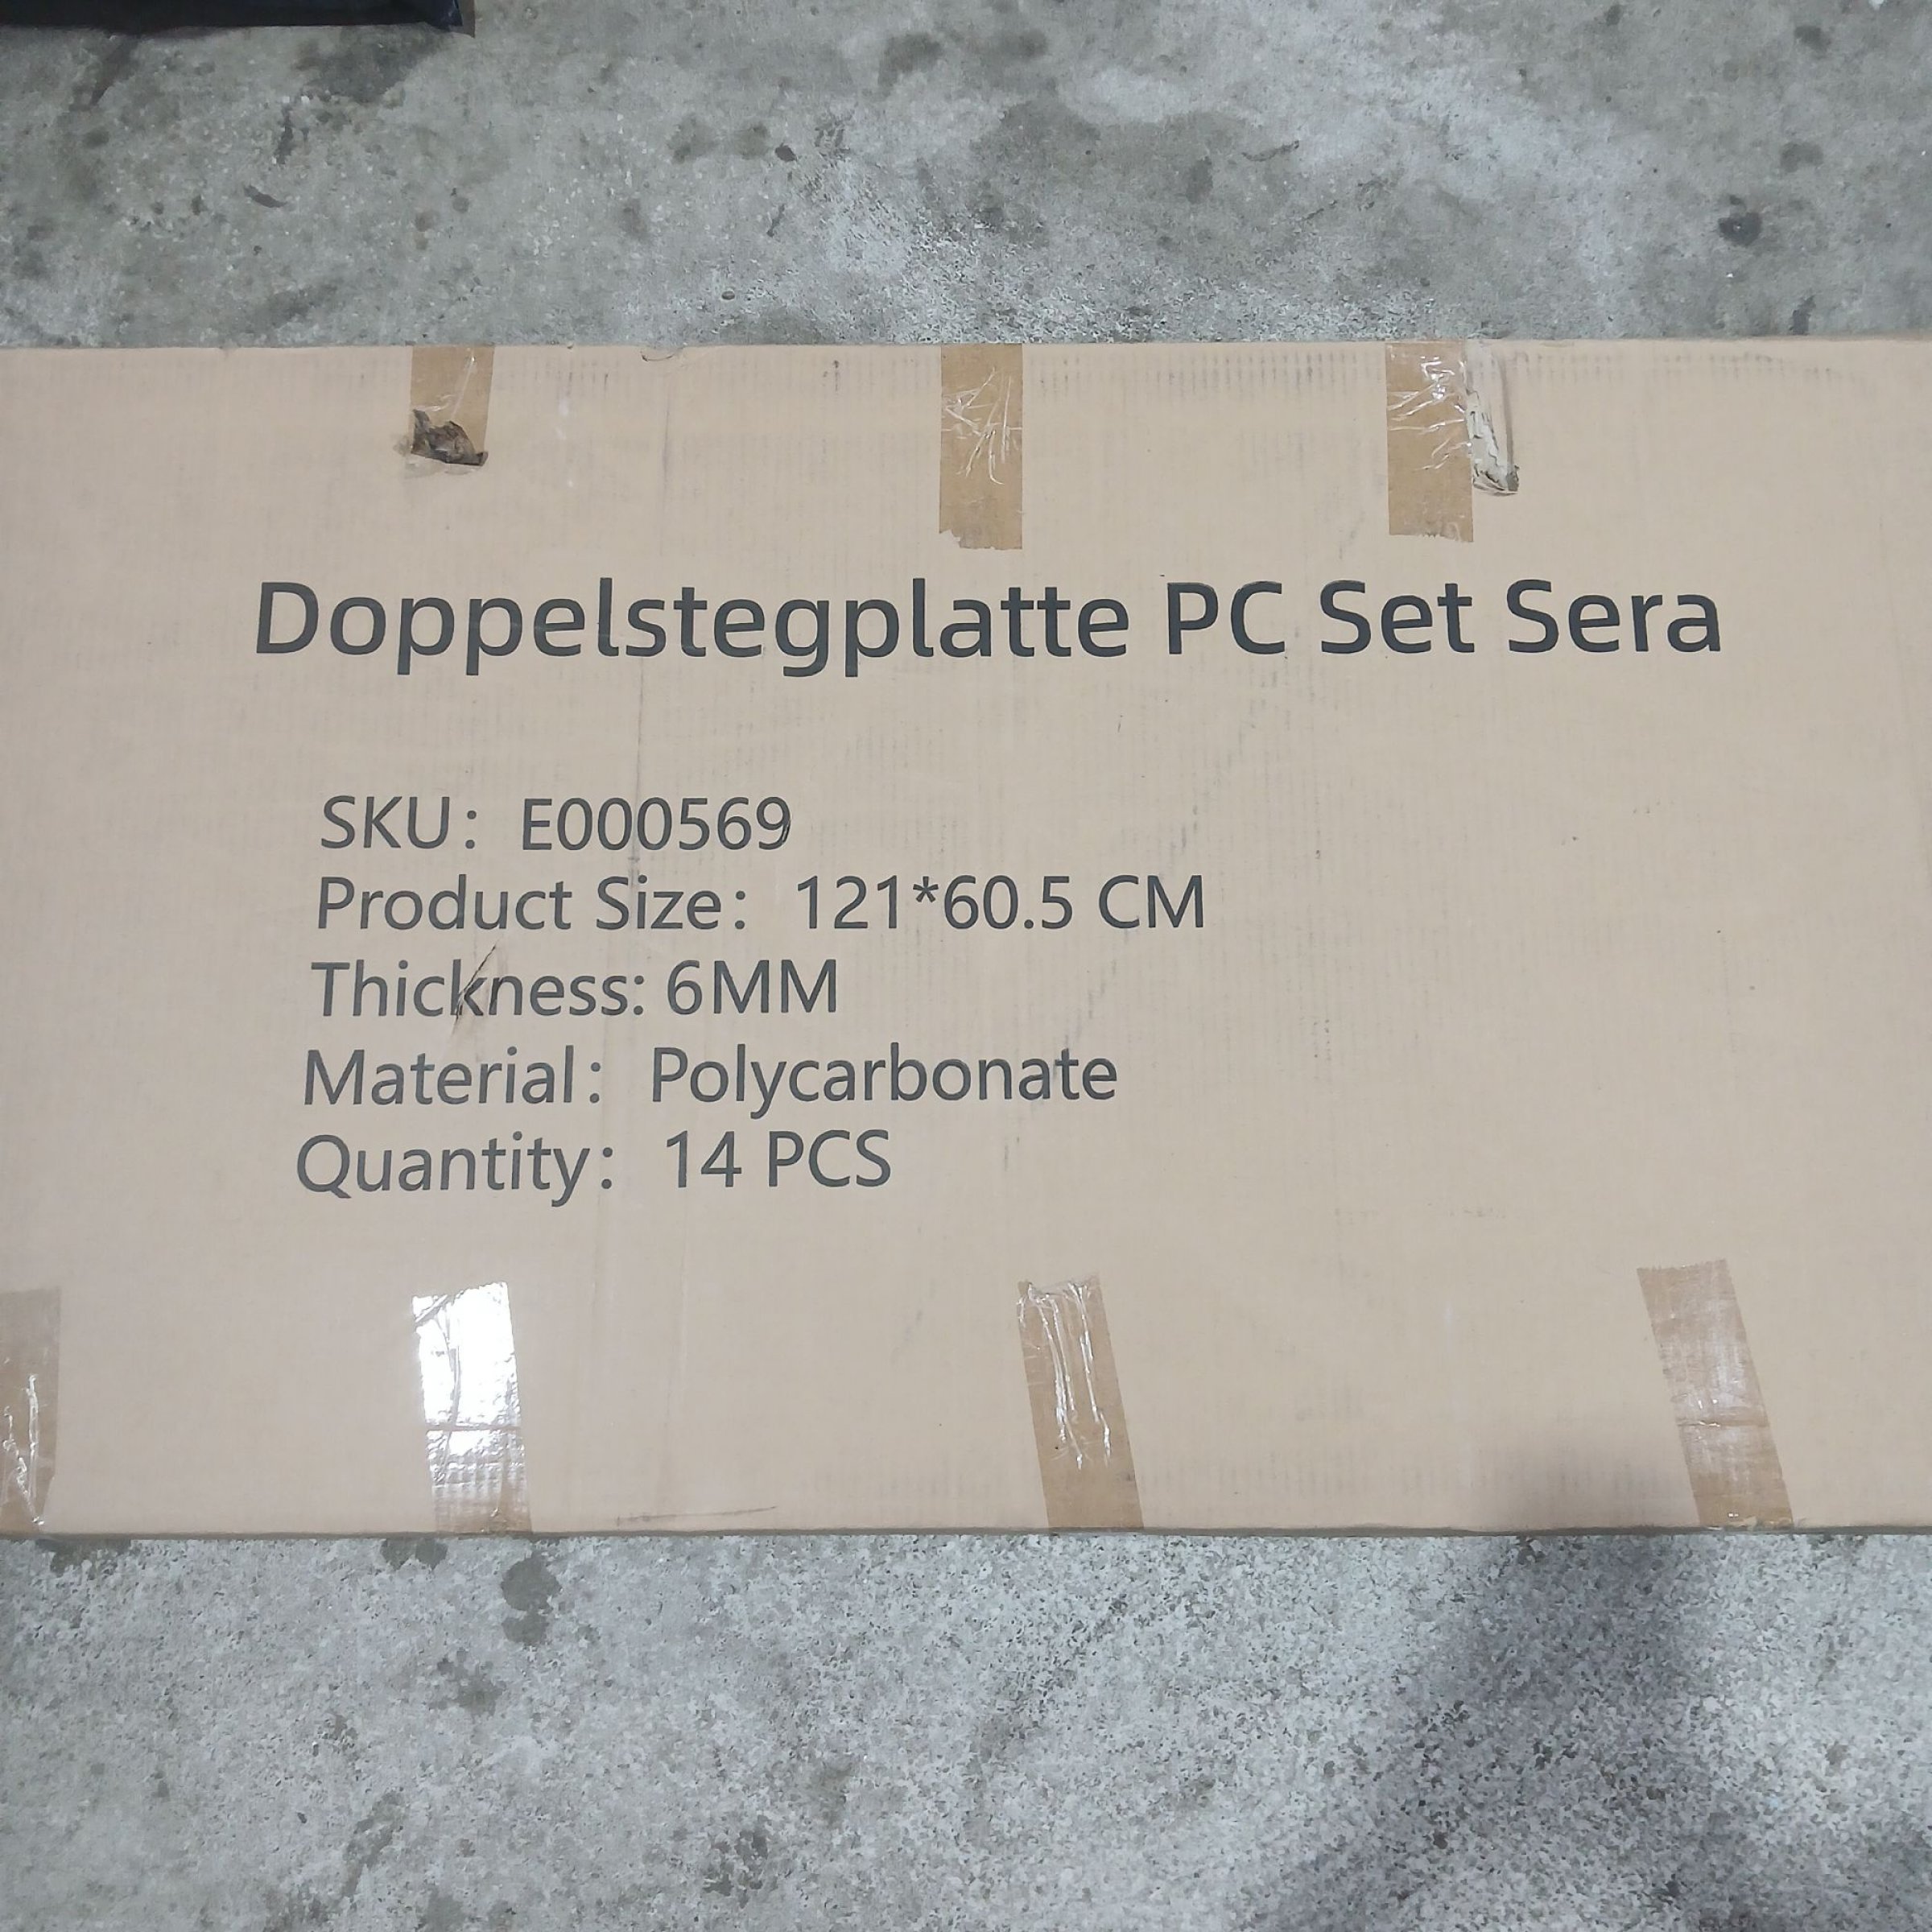 Doppelstegplatte PC Set Sera
SKU: E000569
Product Size: 121*60.5 CM
Thickness: 6MM
Material: Polycarbonate
Quantity: 14 PCS